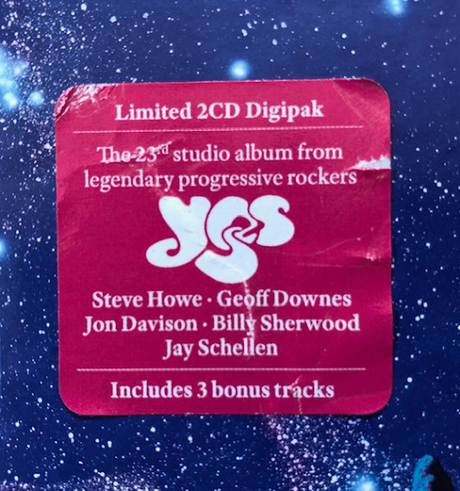 Limited 2CD Digipak
The 23rd studio album from
legendary progressive rockers
yes
Steve Howe · Geoff Downes
Jon Davison · Billy Sherwood
Jay Schellen
Includes 3 bonus tracks